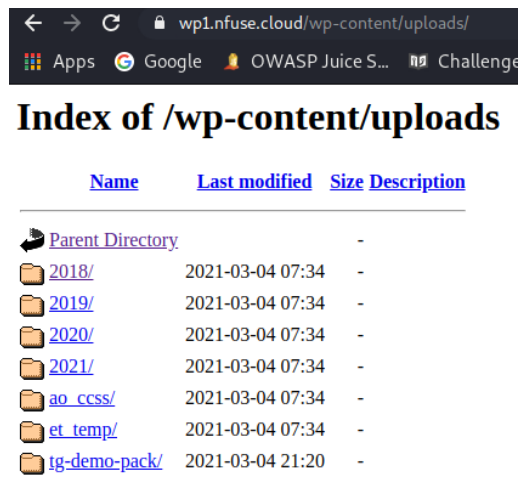 wp1.nfuse.cloud/wp-content/uploads/
Apps Google OWASP Juice S... Challenge
Index of /wp-content/uploads
Name Last modified Size Description
Parent Directory -
2018/ 2021-03-04 07:34 -
2019/ 2021-03-04 07:34 -
2020/ 2021-03-04 07:34 -
2021/ 2021-03-04 07:34 -
ao_ccss/ 2021-03-04 07:34 -
et_temp/ 2021-03-04 07:34 -
tg-demo-pack/ 2021-03-04 21:20 -